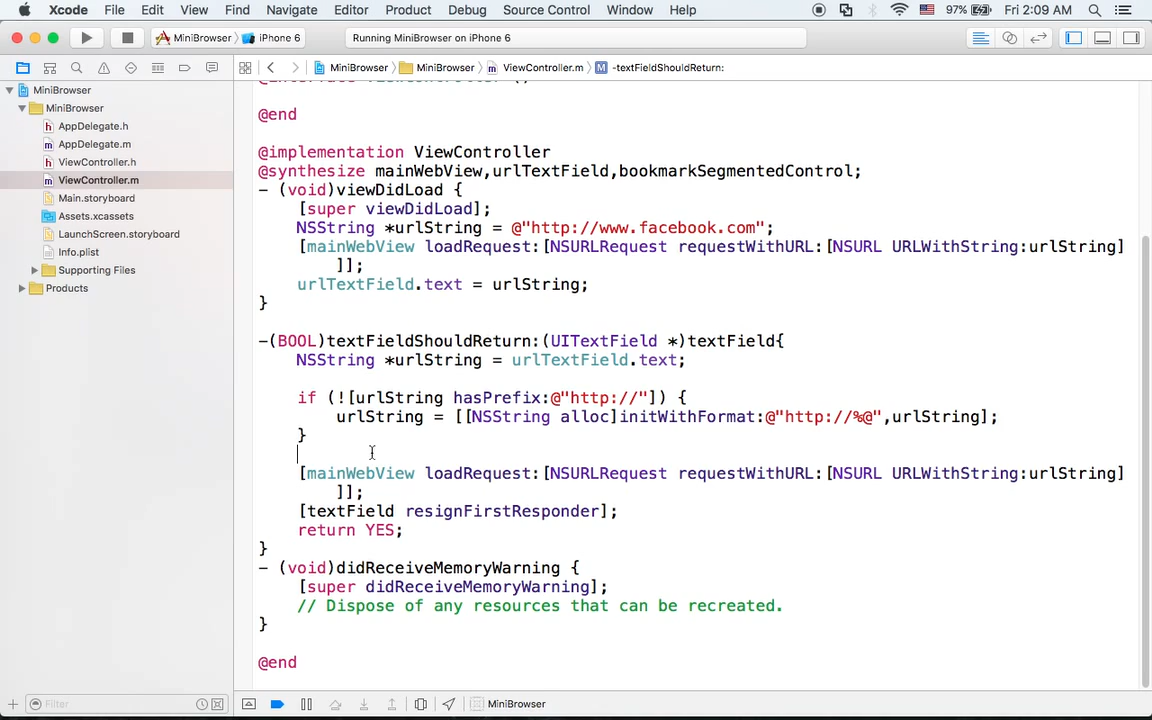 Xcode File Edit View Find Navigate Editor Product Debug Source Control Window Help 97% Fri 2:09 AM
MiniBrowser iPhone 6 Running MiniBrowser on iPhone 6
MiniBrowser MiniBrowser ViewController.m -textFieldShouldReturn:
MiniBrowser
MiniBrowser
AppDelegate.h
AppDelegate.m
ViewController.h
ViewController.m
Main.storyboard
Assets.xcassets
LaunchScreen.storyboard
Info.plist
Supporting Files
Products
@end
@implementation ViewController
@synthesize mainWebView,urlTextField,bookmarkSegmentedControl;
- (void)viewDidLoad {
[super viewDidLoad];
NSString *urlString = @"http://www.facebook.com";
[mainWebView loadRequest:[NSURLRequest requestWithURL:[NSURL URLWithString:urlString]
]];
urlTextField.text = urlString;
}
-(BOOL)textFieldShouldReturn:(UITextField *)textField{
NSString *urlString = urlTextField.text;
if (![urlString hasPrefix:@"http://"]) {
urlString = [[NSString alloc]initWithFormat:@"http://%@",urlString];
}
[mainWebView loadRequest:[NSURLRequest requestWithURL:[NSURL URLWithString:urlString]
]];
[textField resignFirstResponder];
return YES;
}
- (void)didReceiveMemoryWarning {
[super didReceiveMemoryWarning];
// Dispose of any resources that can be recreated.
}
@end
Filter MiniBrowser